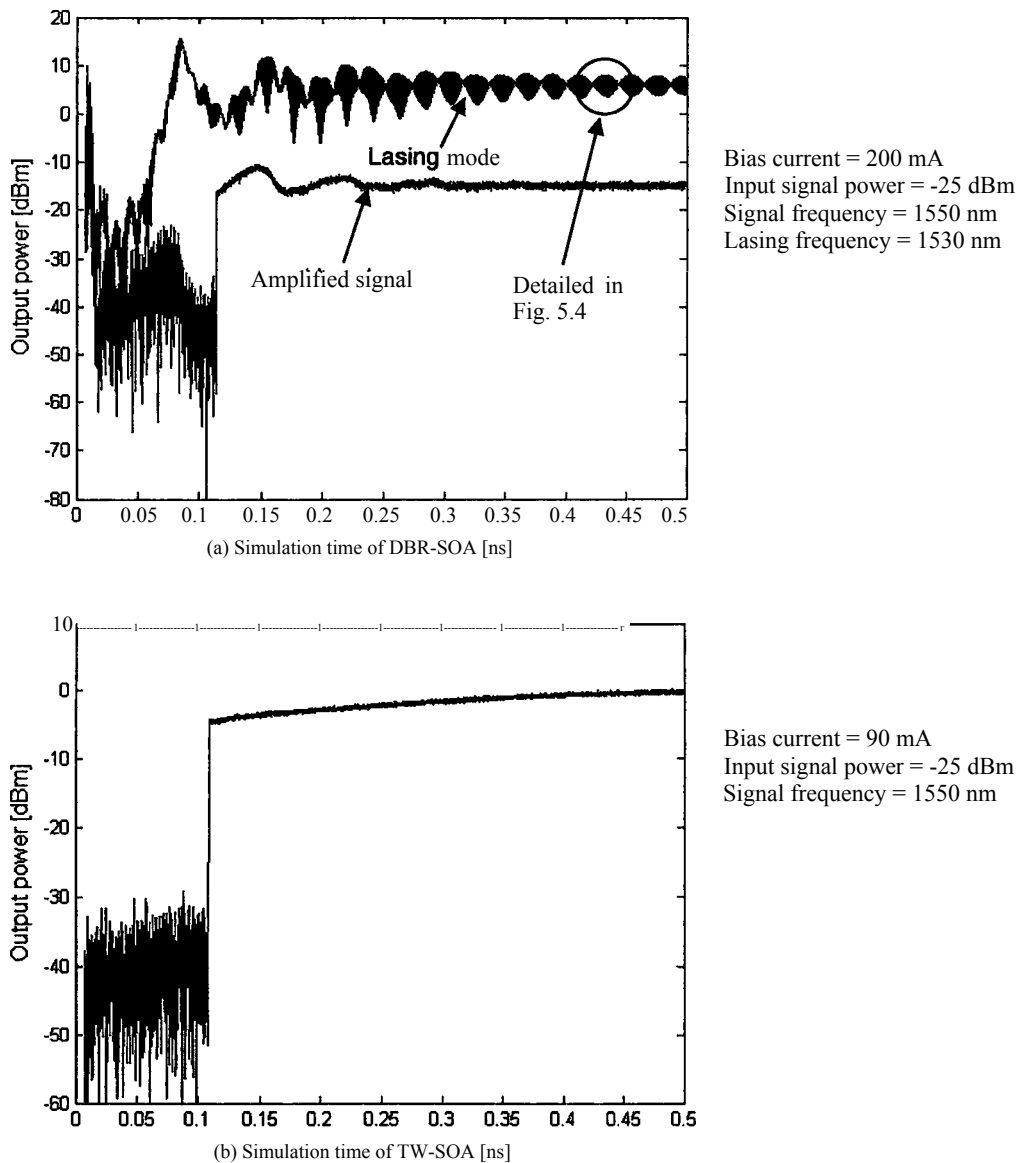 20
10
0
-10
-20
-30
-40
-50
-60
-70
-80
Output power [dBm]
Lasing mode
Amplified signal
Detailed in
Fig. 5.4
0 0.05 0.1 0.15 0.2 0.25 0.3 0.35 0.4 0.45 0.5
(a) Simulation time of DBR-SOA [ns]
Bias current = 200 mA
Input signal power = -25 dBm
Signal frequency = 1550 nm
Lasing frequency = 1530 nm
10
0
-10
-20
-30
-40
-50
-60
Output power [dBm]
0 0.05 0.1 0.15 0.2 0.25 0.3 0.35 0.4 0.45 0.5
(b) Simulation time of TW-SOA [ns]
Bias current = 90 mA
Input signal power = -25 dBm
Signal frequency = 1550 nm